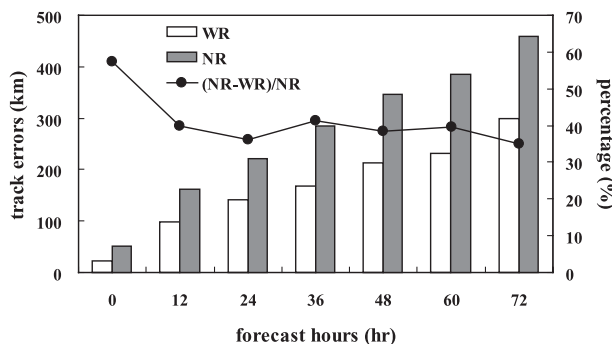 500
400
300
200
100
0
track errors (km)
WR
NR
(NR-WR)/NR
70
60
50
40
30
20
10
0
percentage (%)
0 12 24 36 48 60 72
forecast hours (hr)